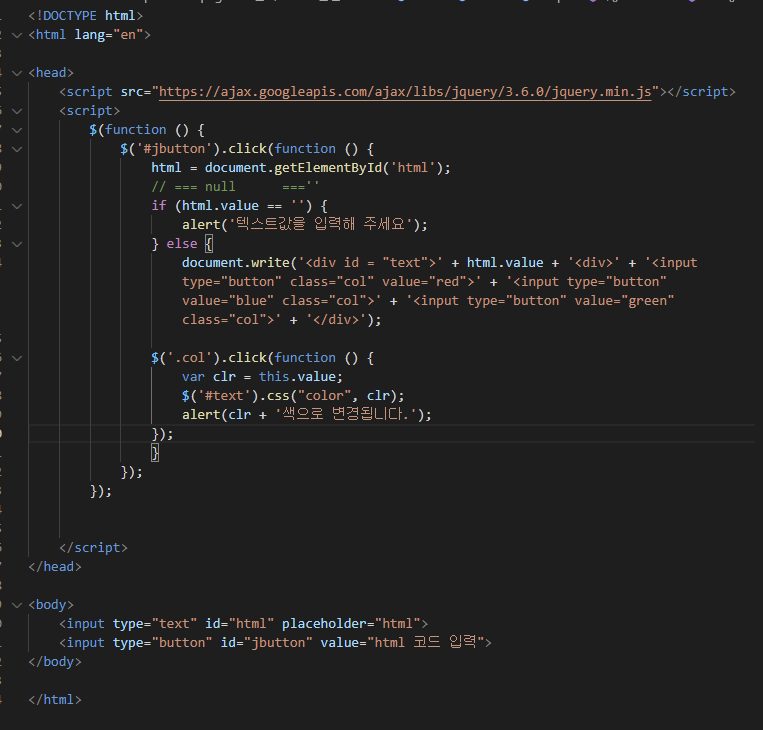 <!DOCTYPE html>
<html lang="en">
<head>
<script src="https://ajax.googleapis.com/ajax/libs/jquery/3.6.0/jquery.min.js"></script>
<script>
$(function () {
$('#jbutton').click(function () {
html = document.getElementById('html');
// === null      ===''
if (html.value == '') {
alert('텍스트값을 입력해 주세요');
} else {
document.write('<div id = "text">' + html.value + '<div>' + '<input
type="button" class="col" value="red">' + '<input type="button"
value="blue" class="col">' + '<input type="button" value="green"
class="col">' + '</div>');
$('.col').click(function () {
var clr = this.value;
$('#text').css("color", clr);
alert(clr + '색으로 변경됩니다.');
});
}
});
});
</script>
</head>
<body>
<input type="text" id="html" placeholder="html">
<input type="button" id="jbutton" value="html 코드 입력">
</body>
</html>